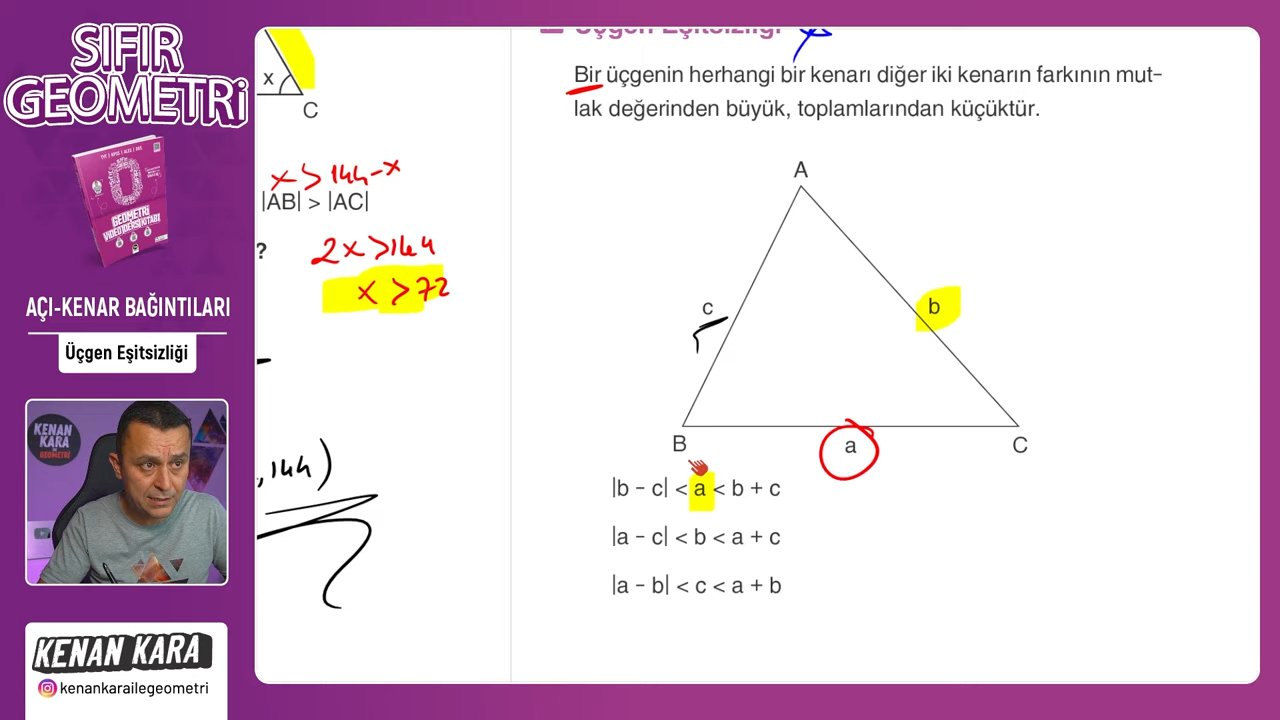 SIFIR
GEOMETRİ
GEOMETRİ
VİDEO DERS KİTABI
AÇI-KENAR BAĞINTILARI
Üçgen Eşitsizliği
KENAN
KARA
GEOMETRİ
KENAN KARA
kenankarailegeometri
x
C
x > 144-x
|AB| > |AC|
?
2x > 144
x > 72
, 144)
Üçgen Eşitsizliği
Bir üçgenin herhangi bir kenarı diğer iki kenarın farkının mut-
lak değerinden büyük, toplamlarından küçüktür.
A
c
b
B
a
C
|b - c| < a < b + c
|a - c| < b < a + c
|a - b| < c < a + b